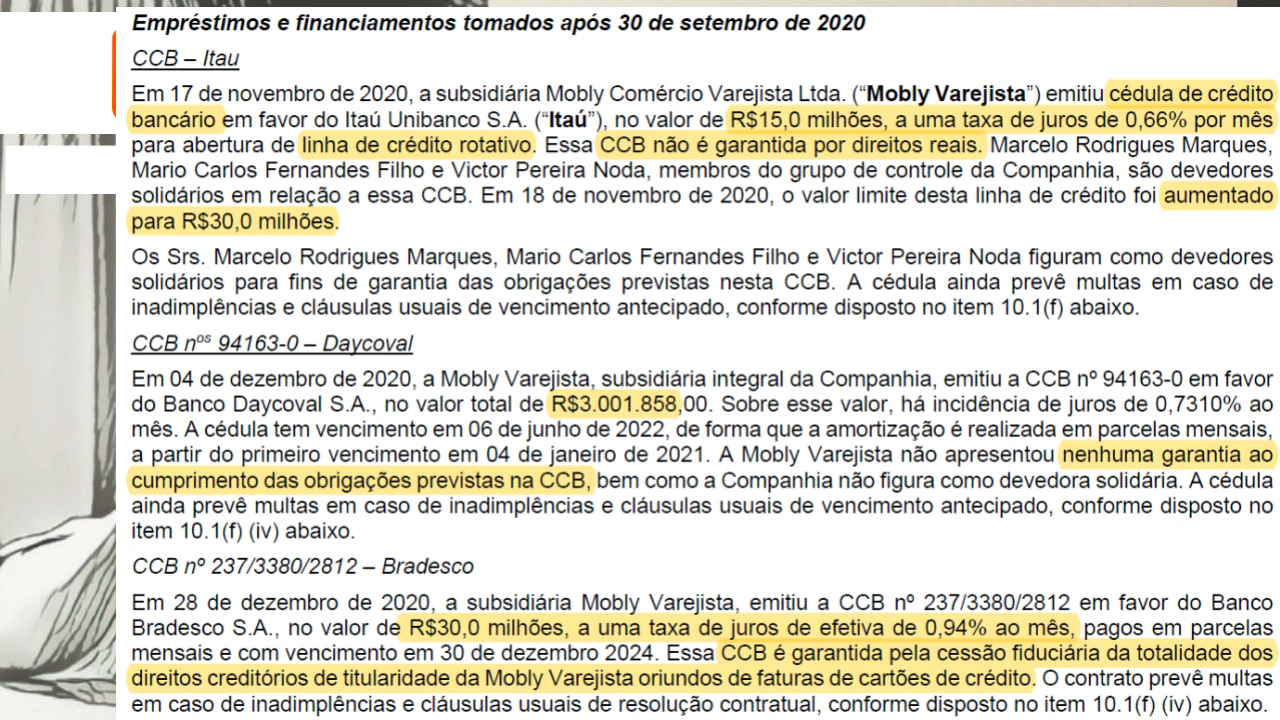 Empréstimos e financiamentos tomados após 30 de setembro de 2020
CCB – Itau
Em 17 de novembro de 2020, a subsidiária Mobly Comércio Varejista Ltda. (“Mobly Varejista”) emitiu cédula de crédito
bancário em favor do Itaú Unibanco S.A. (“Itaú”), no valor de R$15,0 milhões, a uma taxa de juros de 0,66% por mês
para abertura de linha de crédito rotativo. Essa CCB não é garantida por direitos reais. Marcelo Rodrigues Marques,
Mario Carlos Fernandes Filho e Victor Pereira Noda, membros do grupo de controle da Companhia, são devedores
solidários em relação a essa CCB. Em 18 de novembro de 2020, o valor limite desta linha de crédito foi aumentado
para R$30,0 milhões.
Os Srs. Marcelo Rodrigues Marques, Mario Carlos Fernandes Filho e Victor Pereira Noda figuram como devedores
solidários para fins de garantia das obrigações previstas nesta CCB. A cédula ainda prevê multas em caso de
inadimplências e cláusulas usuais de vencimento antecipado, conforme disposto no item 10.1(f) abaixo.
CCB nos 94163-0 – Daycoval
Em 04 de dezembro de 2020, a Mobly Varejista, subsidiária integral da Companhia, emitiu a CCB nº 94163-0 em favor
do Banco Daycoval S.A., no valor total de R$3.001.858,00. Sobre esse valor, há incidência de juros de 0,7310% ao
mês. A cédula tem vencimento em 06 de junho de 2022, de forma que a amortização é realizada em parcelas mensais,
a partir do primeiro vencimento em 04 de janeiro de 2021. A Mobly Varejista não apresentou nenhuma garantia ao
cumprimento das obrigações previstas na CCB, bem como a Companhia não figura como devedora solidária. A cédula
ainda prevê multas em caso de inadimplências e cláusulas usuais de vencimento antecipado, conforme disposto no
item 10.1(f) (iv) abaixo.
CCB nº 237/3380/2812 – Bradesco
Em 28 de dezembro de 2020, a subsidiária Mobly Varejista, emitiu a CCB nº 237/3380/2812 em favor do Banco
Bradesco S.A., no valor de R$30,0 milhões, a uma taxa de juros de efetiva de 0,94% ao mês, pagos em parcelas
mensais e com vencimento em 30 de dezembro 2024. Essa CCB é garantida pela cessão fiduciária da totalidade dos
direitos creditórios de titularidade da Mobly Varejista oriundos de faturas de cartões de crédito. O contrato prevê multas
em caso de inadimplências e cláusulas usuais de resolução contratual, conforme disposto no item 10.1(f) (iv) abaixo.